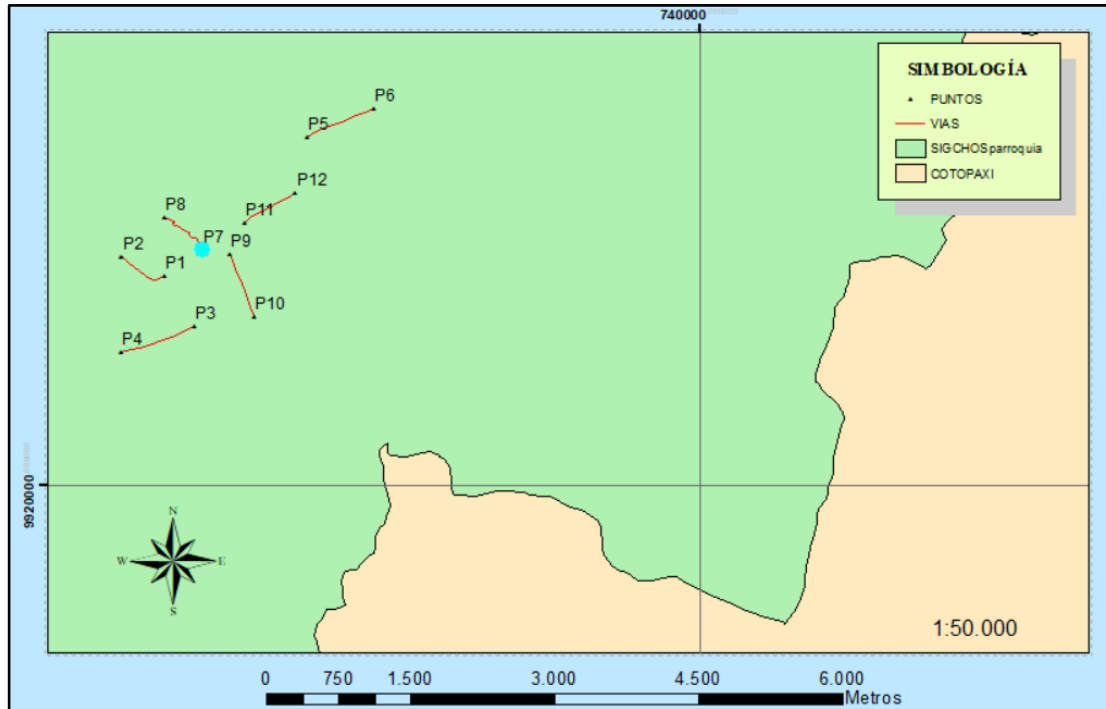 740000
SIMBOLOGÍA
PUNTOS
VIAS
SIGCHOS parroquia
COTOPAXI
P6
P5
P12
P8
P11
P7
P2
P9
P1
P10
P3
P4
9920000
N
W
E
S
1:50.000
0 750 1.500 3.000 4.500 6.000
Metros